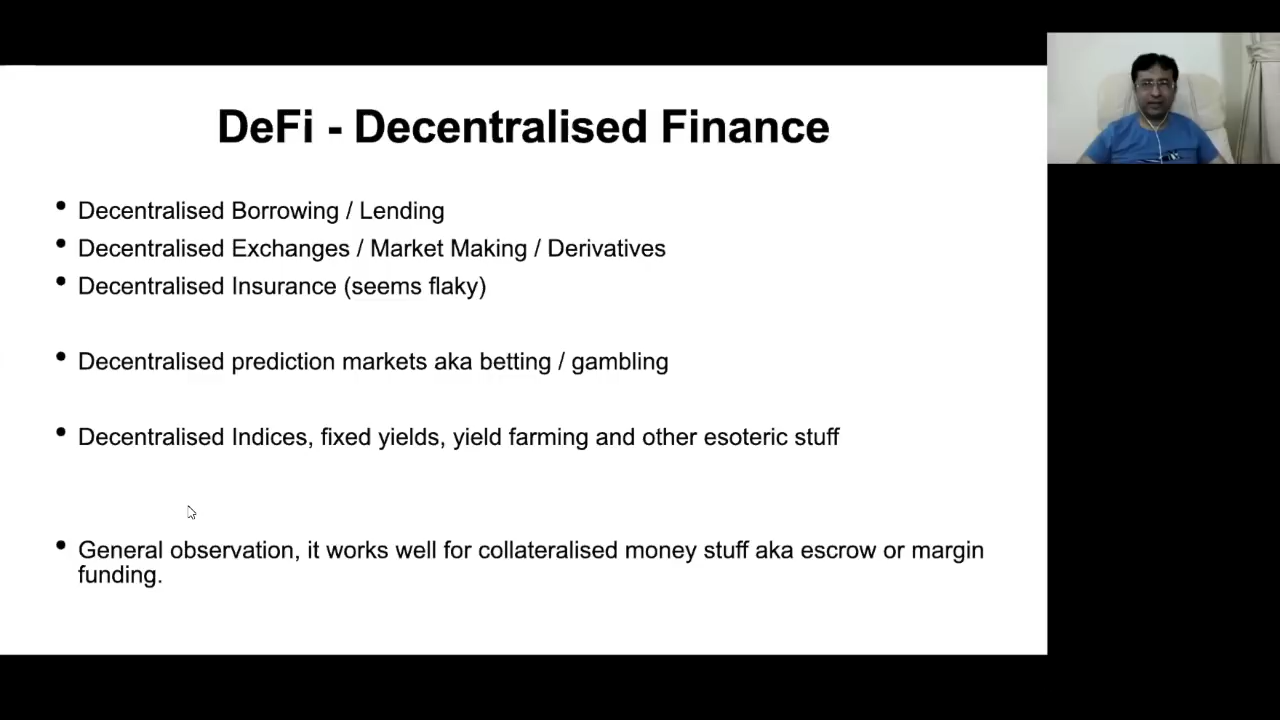 DeFi - Decentralised Finance
• Decentralised Borrowing / Lending
• Decentralised Exchanges / Market Making / Derivatives
• Decentralised Insurance (seems flaky)
• Decentralised prediction markets aka betting / gambling
• Decentralised Indices, fixed yields, yield farming and other esoteric stuff
• General observation, it works well for collateralised money stuff aka escrow or margin
funding.